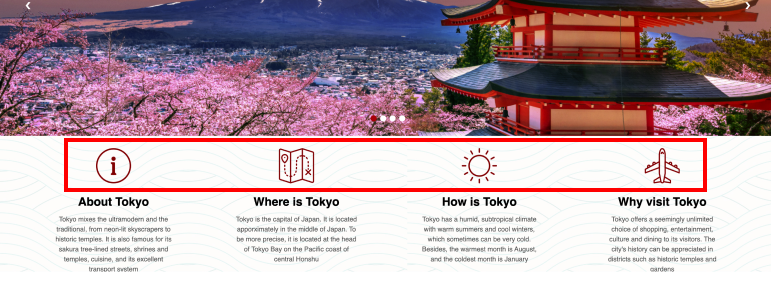 About Tokyo
Tokyo mixes the ultramodern and the
traditional, from neon-lit skyscrapers to
historic temples. It is also famous for its
sakura tree-lined streets, shrines and
temples, cuisine, and its excellent
transport system
Where is Tokyo
Tokyo is the capital of Japan. It is located
approximately in the middle of Japan. To
be more precise, it is located at the head
of Tokyo Bay on the Pacific coast of
central Honshu
How is Tokyo
Tokyo has a humid, subtropical climate
with warm summers and cool winters,
which sometimes can be very cold.
Besides, the warmest month is August,
and the coldest month is January
Why visit Tokyo
Tokyo offers a seemingly unlimited
choice of shopping, entertainment,
culture and dining to its visitors. The
city's history can be appreciated in
districts such as historic temples and
gardens